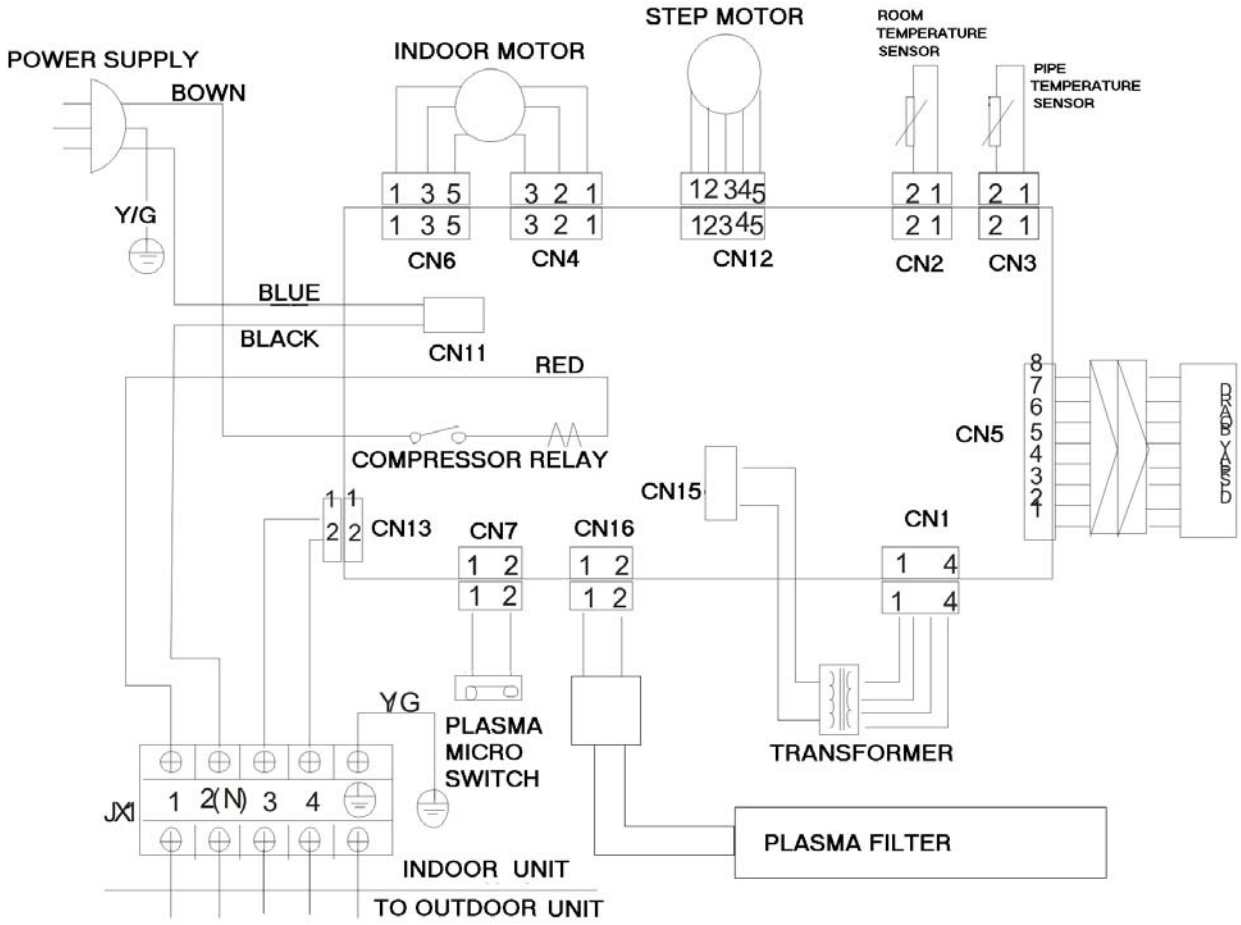 STEP MOTOR
ROOM
TEMPERATURE
SENSOR
POWER SUPPLY
INDOOR MOTOR
PIPE
TEMPERATURE
SENSOR
BOWN
Y/G
1 3 5
3 2 1
12345
2 1
2 1
1 3 5
3 2 1
12345
2 1
2 1
CN6
CN4
CN12
CN2
CN3
BLUE
BLACK
CN11
RED
8
7
6
5
4
3
2
1
CN5
DISPLAY BOARD
COMPRESSOR RELAY
CN15
1 1
2 2
CN13
CN7
CN16
CN1
1 2
1 2
1 4
1 2
1 2
1 4
Y/G
PLASMA
MICRO
SWITCH
TRANSFORMER
JX1
1 2(N) 3 4
PLASMA FILTER
INDOOR UNIT
TO OUTDOOR UNIT